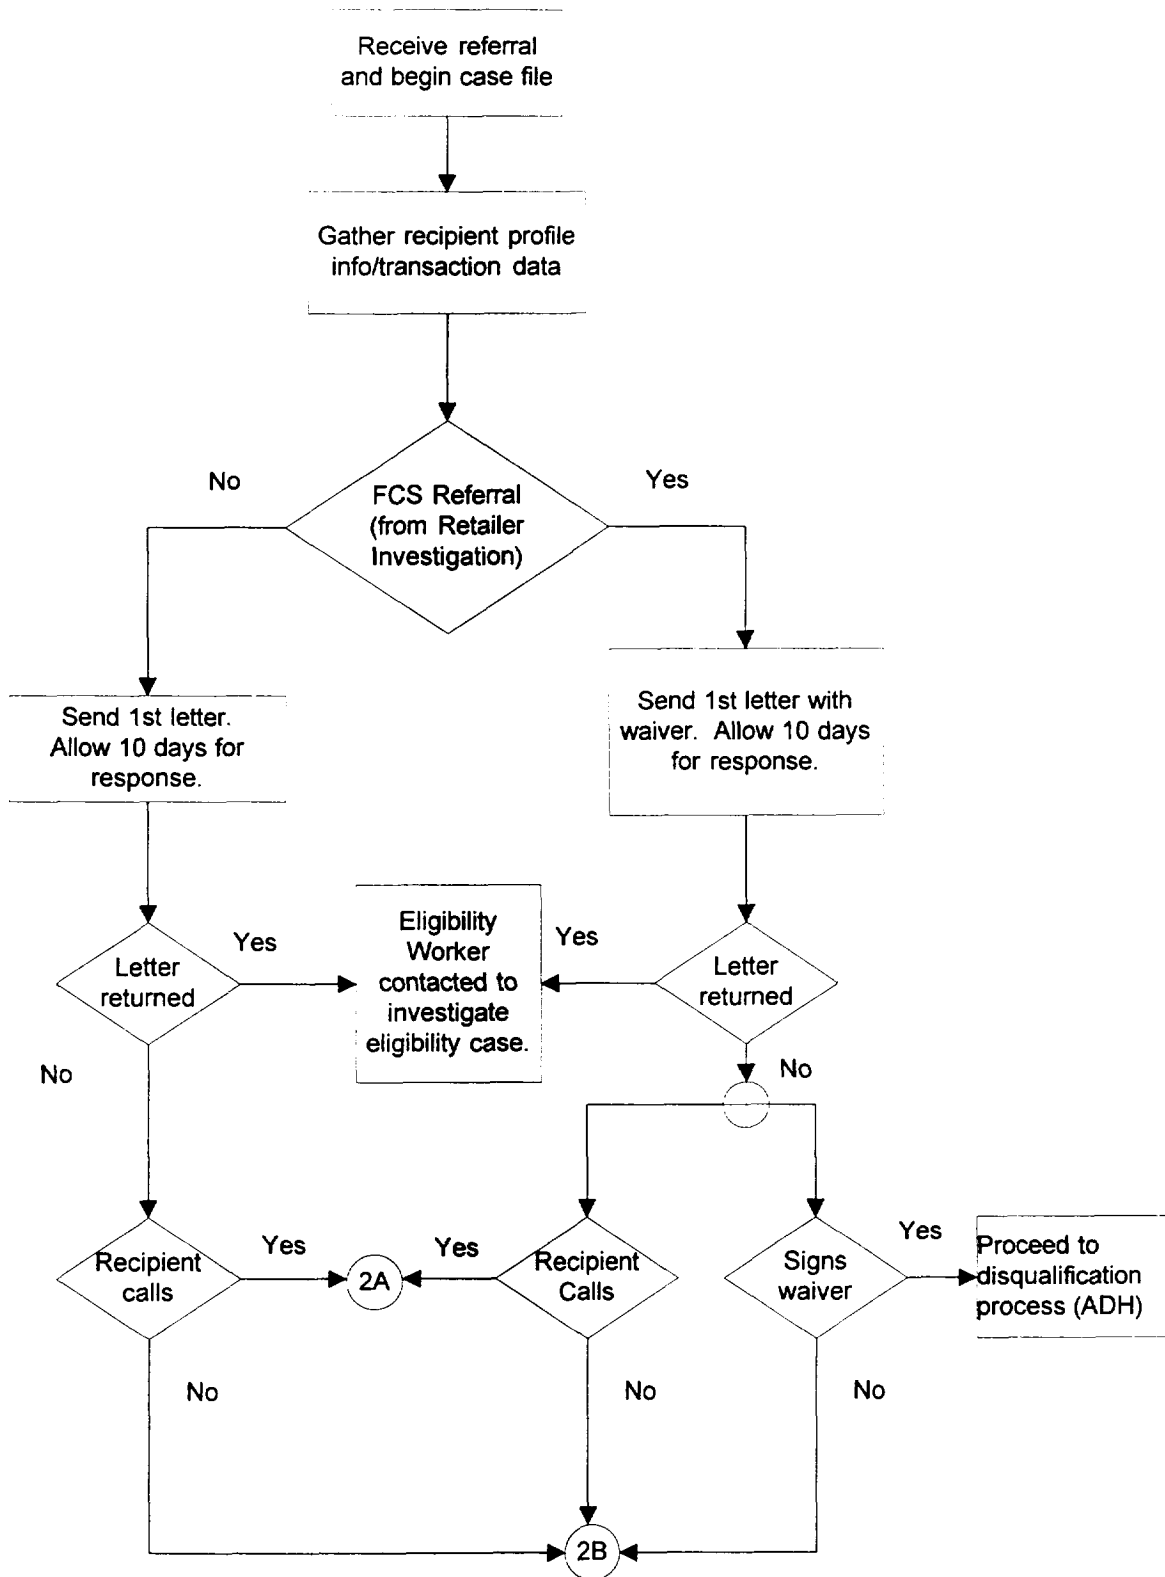 Receive referral
and begin case file
Gather recipient profile
info/transaction data
No
Yes
FCS Referral
(from Retailer
Investigation)
Send 1st letter.
Allow 10 days for
response.
Send 1st letter with
waiver. Allow 10 days
for response.
Letter
returned
Yes
Eligibility
Worker
contacted to
investigate
eligibility case.
Yes
Letter
returned
No
No
Recipient
calls
Yes
2A
Yes
Recipient
Calls
Signs
waiver
Yes
Proceed to
disqualification
process (ADH)
No
No
No
2B